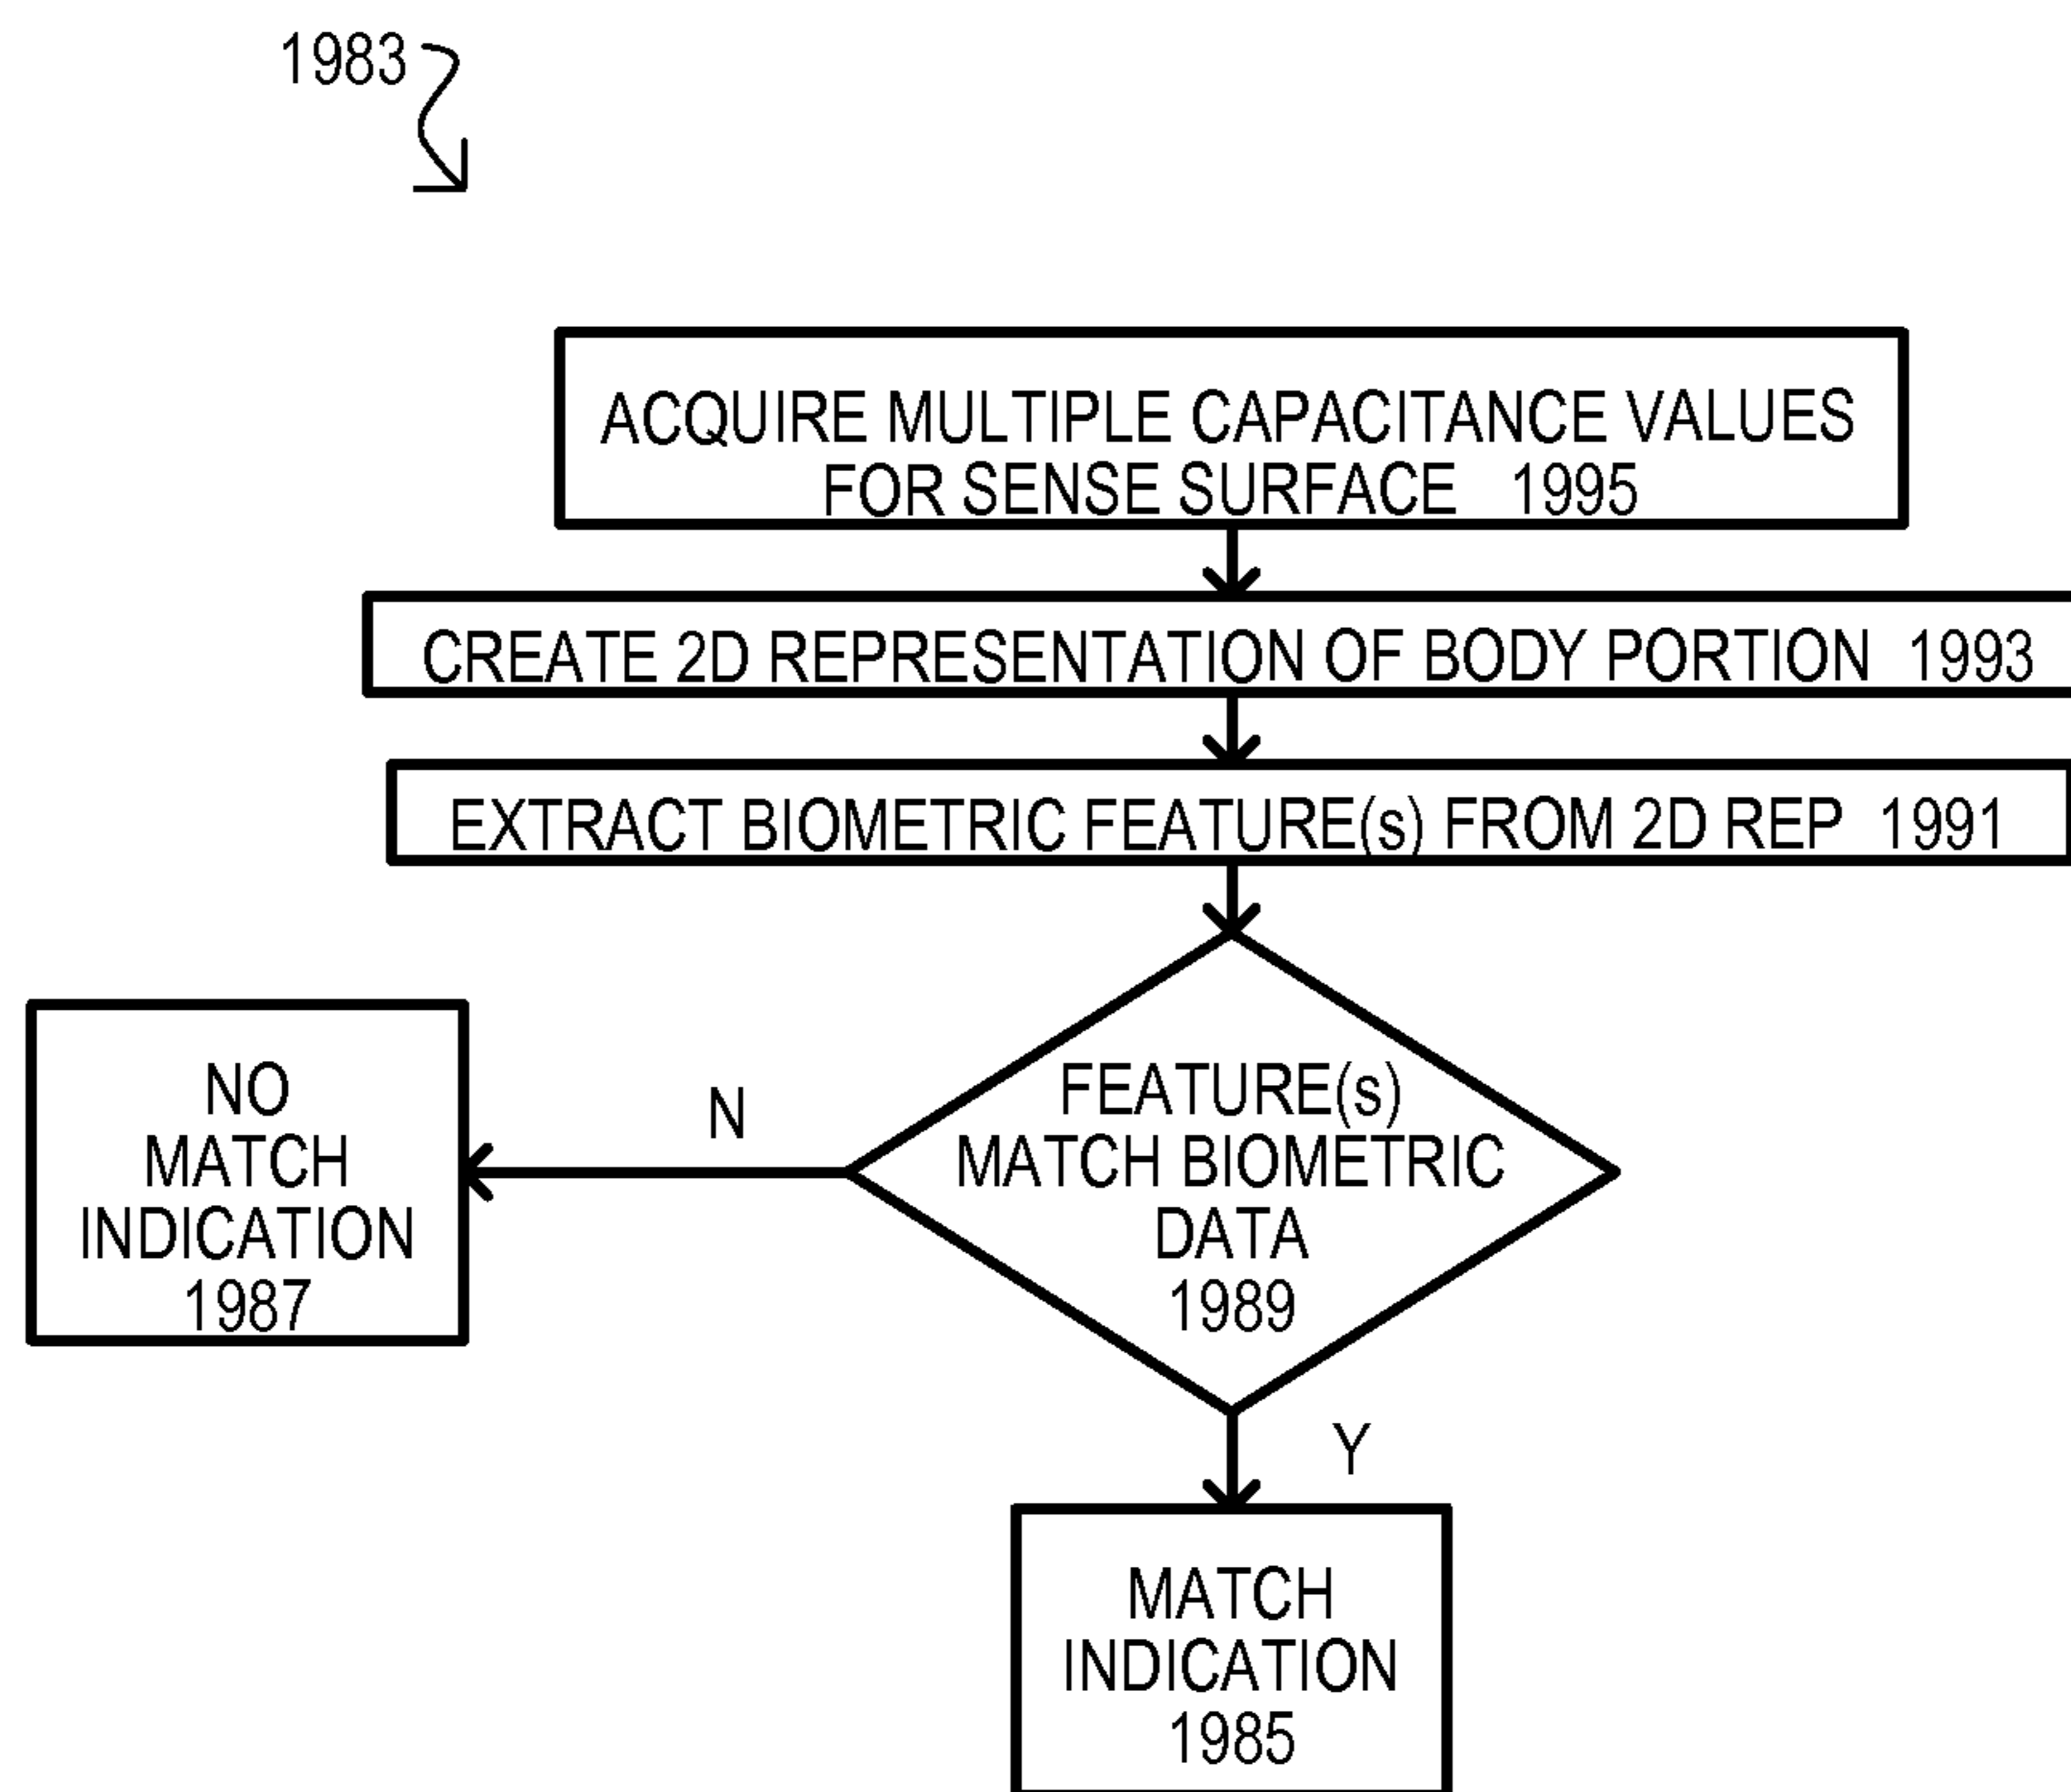 1983
ACQUIRE MULTIPLE CAPACITANCE VALUES
FOR SENSE SURFACE 1995
CREATE 2D REPRESENTATION OF BODY PORTION 1993
EXTRACT BIOMETRIC FEATURE(s) FROM 2D REP 1991
FEATURE(s)
MATCH BIOMETRIC
DATA
1989
N
NO
MATCH
INDICATION
1987
Y
MATCH
INDICATION
1985